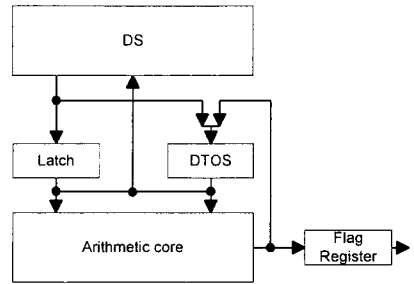 DS
Latch
DTOS
Arithmetic core
Flag
Register